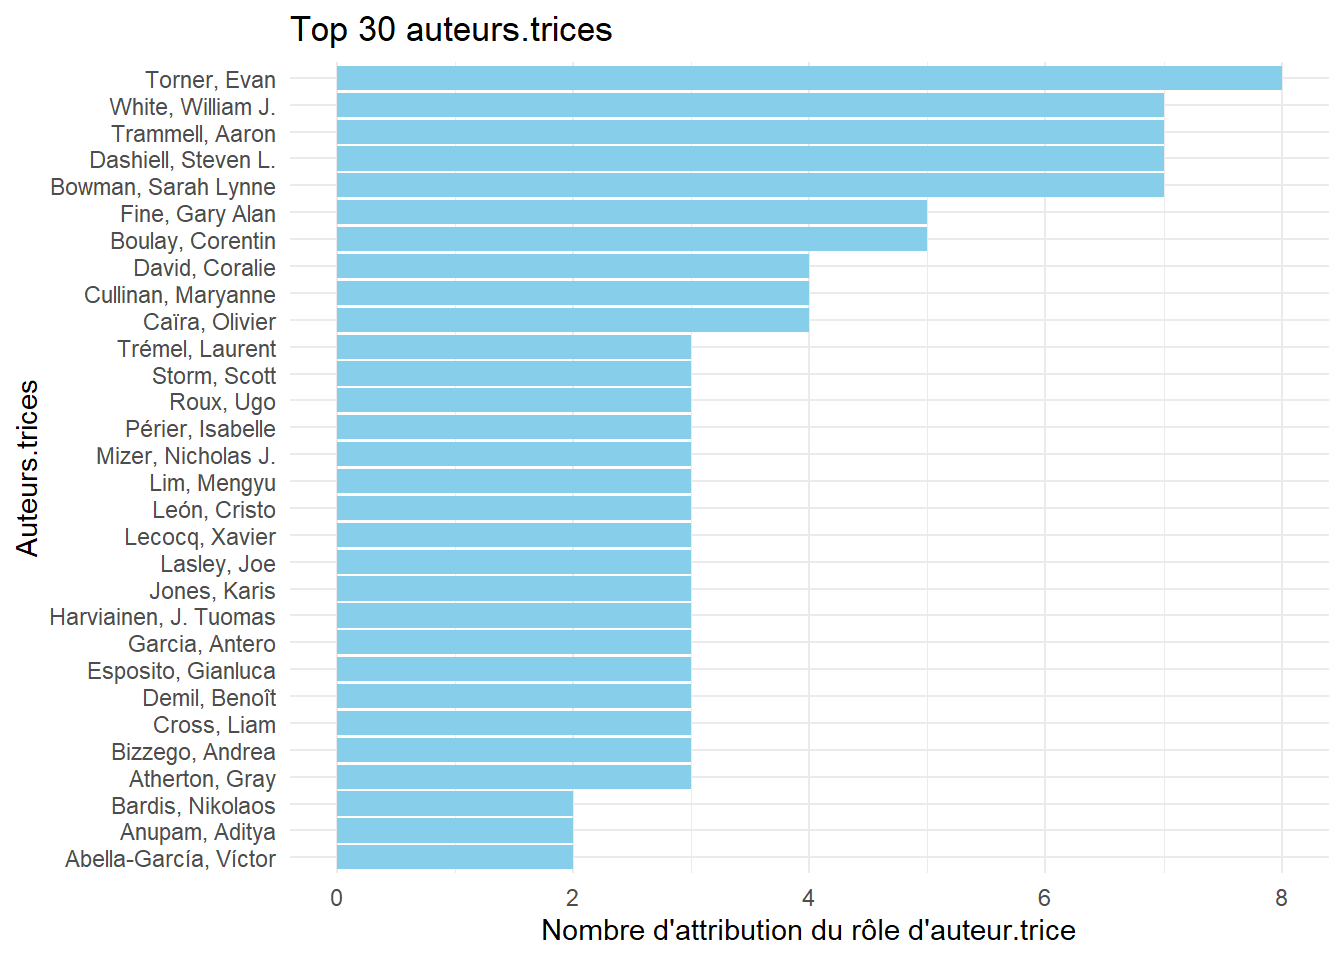 Top 30 auteurs.trices
Torner, Evan
White, William J.
Trammell, Aaron
Dashiell, Steven L.
Bowman, Sarah Lynne
Fine, Gary Alan
Boulay, Corentin
David, Coralie
Cullinan, Maryanne
Caïra, Olivier
Trémel, Laurent
Storm, Scott
Roux, Ugo
Périer, Isabelle
Mizer, Nicholas J.
Lim, Mengyu
León, Cristo
Lecocq, Xavier
Lasley, Joe
Jones, Karis
Harviainen, J. Tuomas
Garcia, Antero
Esposito, Gianluca
Demil, Benoît
Cross, Liam
Bizzego, Andrea
Atherton, Gray
Bardis, Nikolaos
Anupam, Aditya
Abella-García, Víctor
Auteurs.trices
0 2 4 6 8
Nombre d'attribution du rôle d'auteur.trice